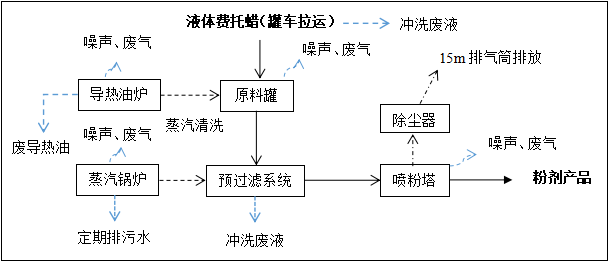 液体费托蜡（罐车拉运）
冲洗废液
噪声、废气
噪声、废气
15m 排气筒排放
导热油炉
原料罐
蒸汽清洗
除尘器
废导热油
噪声、废气
噪声、废气
蒸汽锅炉
预过滤系统
喷粉塔
粉剂产品
定期排污水
冲洗废液